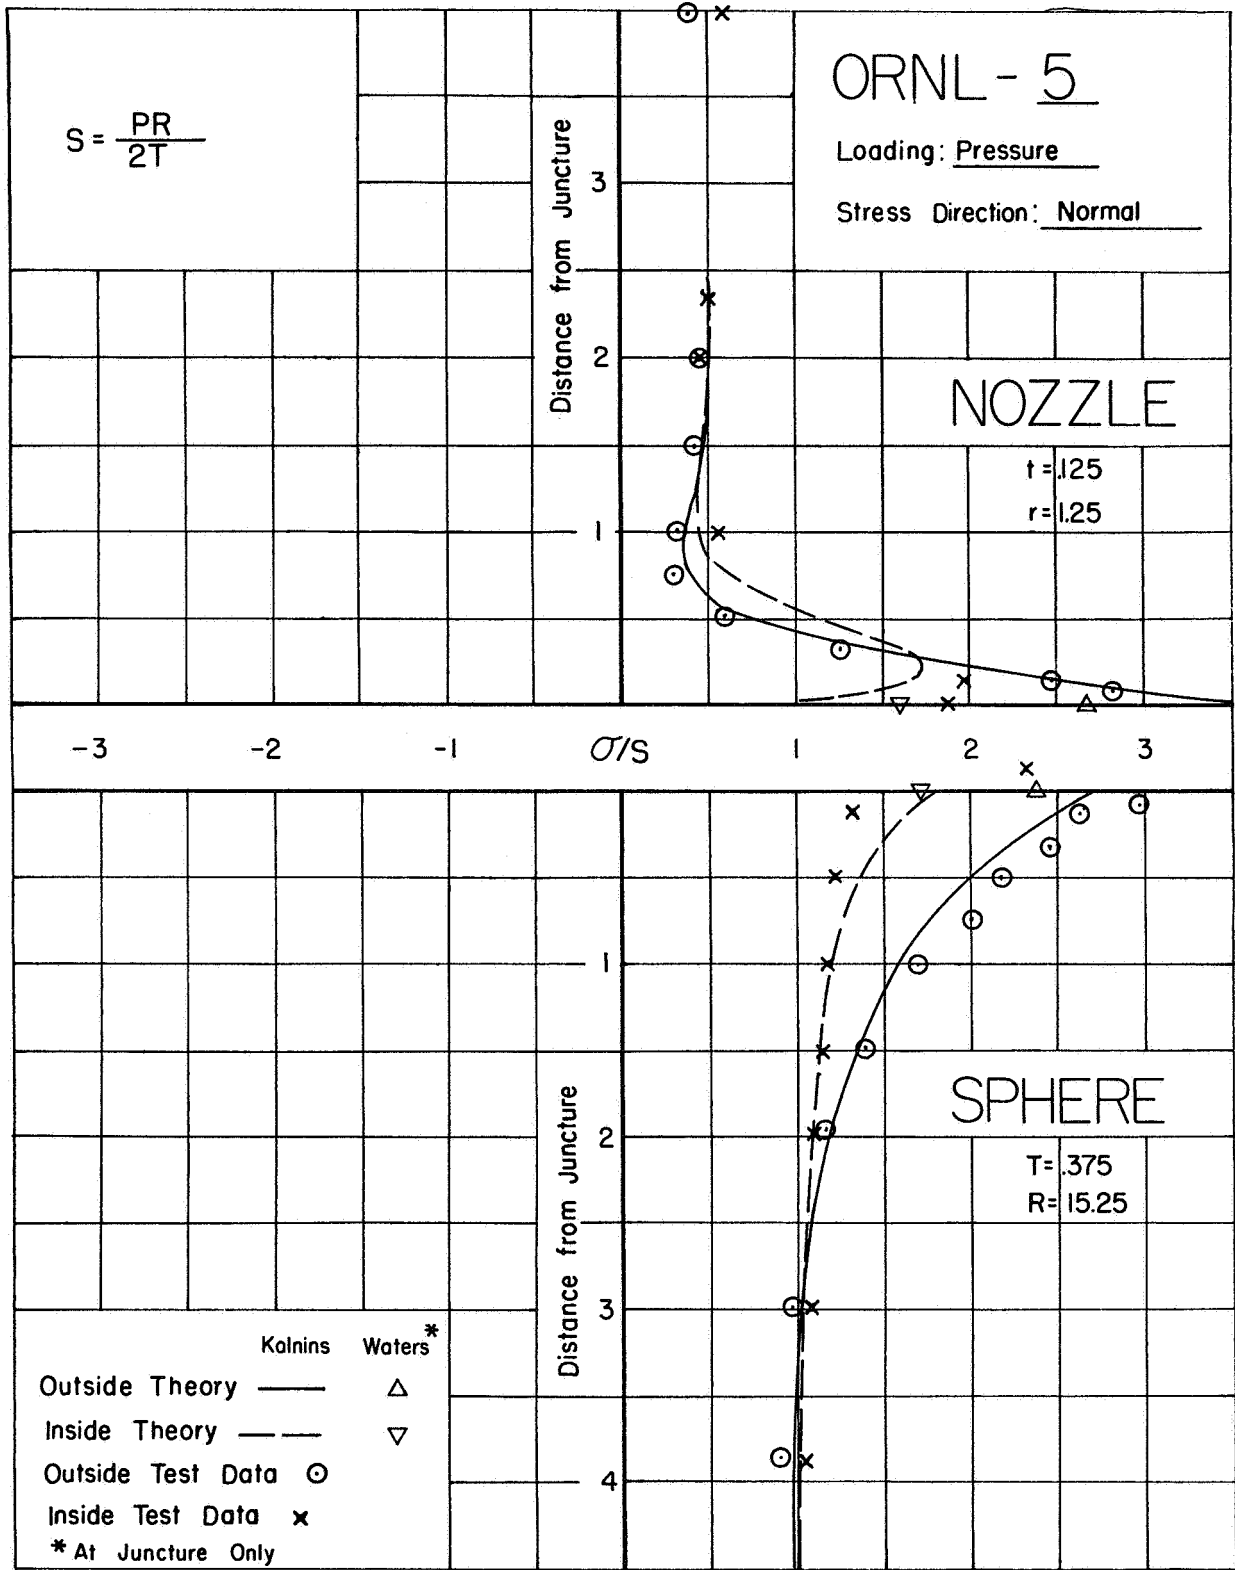 S = PR
2T
ORNL - 5
Loading: Pressure
Stress Direction: Normal
Distance from Juncture
3
2
1
NOZZLE
t = .125
r = 1.25
-3 -2 -1 σ/S 1 2 3
Distance from Juncture
1
2
3
4
SPHERE
T = .375
R = 15.25
Kalnins Waters*
Outside Theory
Inside Theory
Outside Test Data
Inside Test Data
* At Juncture Only